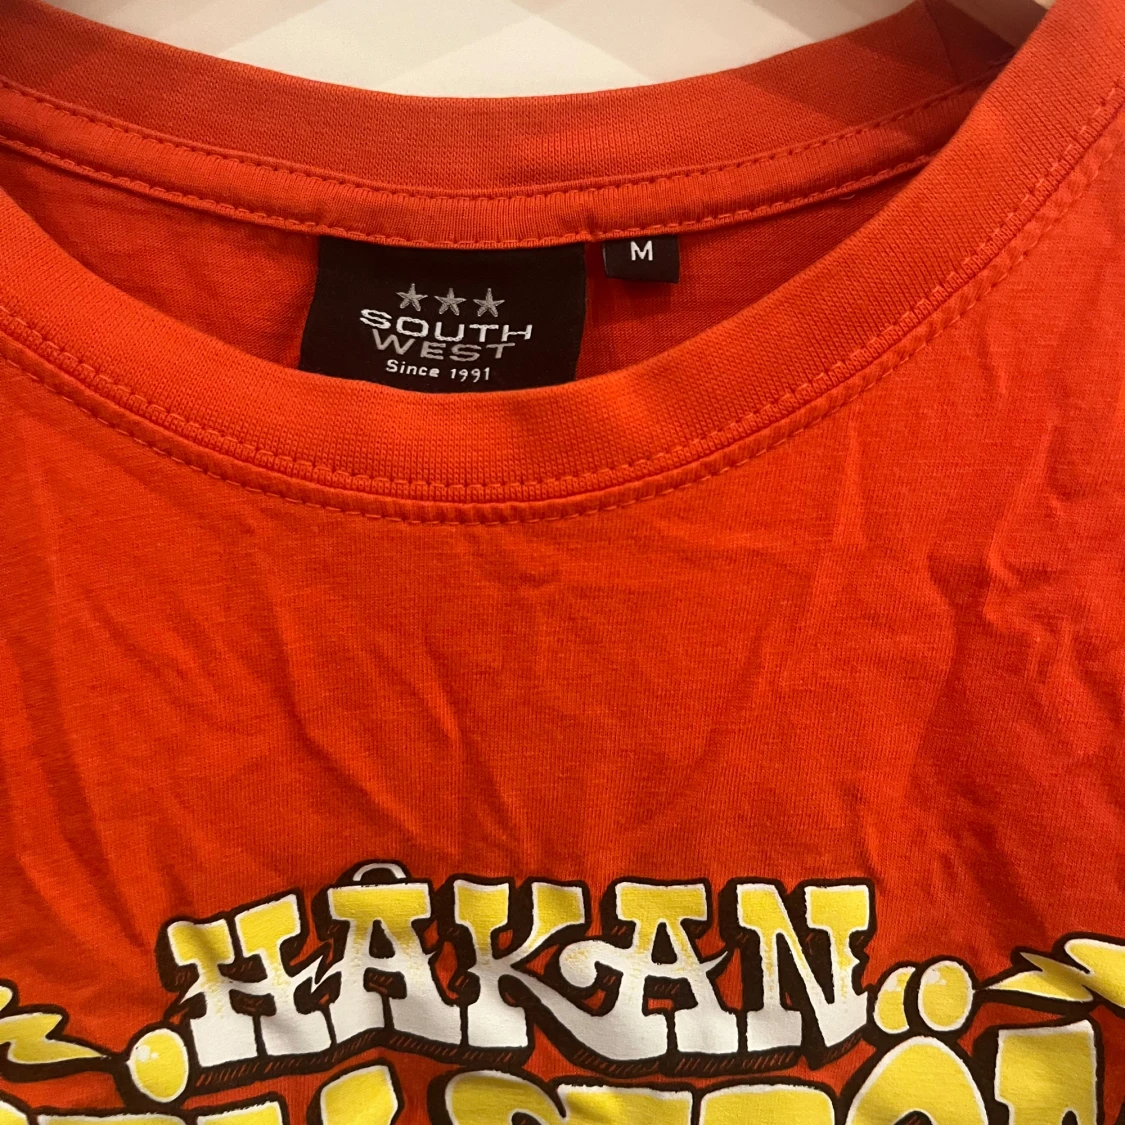 M
SOUTH
WEST
Since 1991
HÅKAN